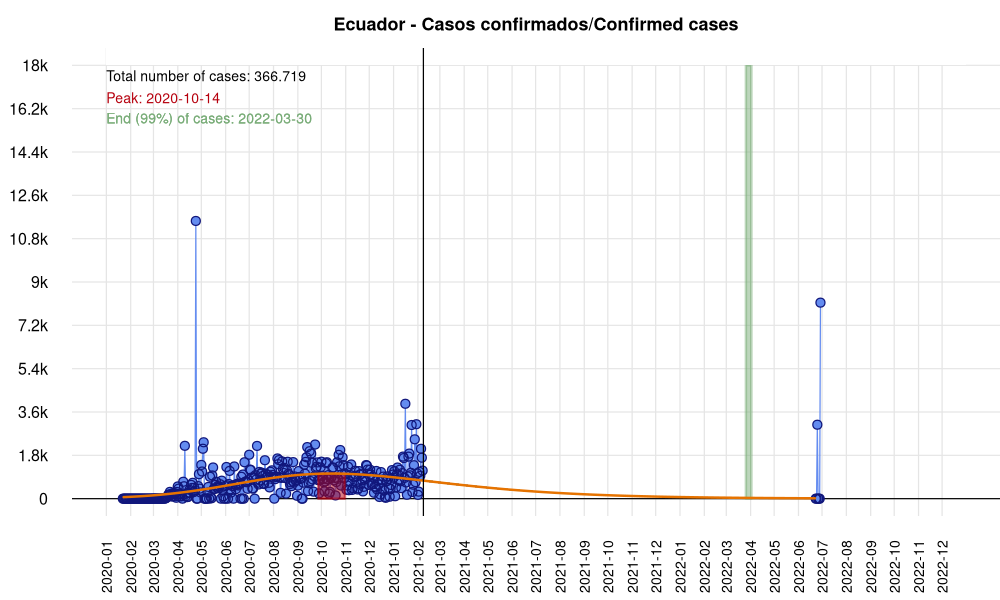 Ecuador - Casos confirmados/Confirmed cases
Total number of cases: 366.719
Peak: 2020-10-14
End (99%) of cases: 2022-03-30
18k
16.2k
14.4k
12.6k
10.8k
9k
7.2k
5.4k
3.6k
1.8k
0
2020-01
2020-02
2020-03
2020-04
2020-05
2020-06
2020-07
2020-08
2020-09
2020-10
2020-11
2020-12
2021-01
2021-02
2021-03
2021-04
2021-05
2021-06
2021-07
2021-08
2021-09
2021-10
2021-11
2021-12
2022-01
2022-02
2022-03
2022-04
2022-05
2022-06
2022-07
2022-08
2022-09
2022-10
2022-11
2022-12